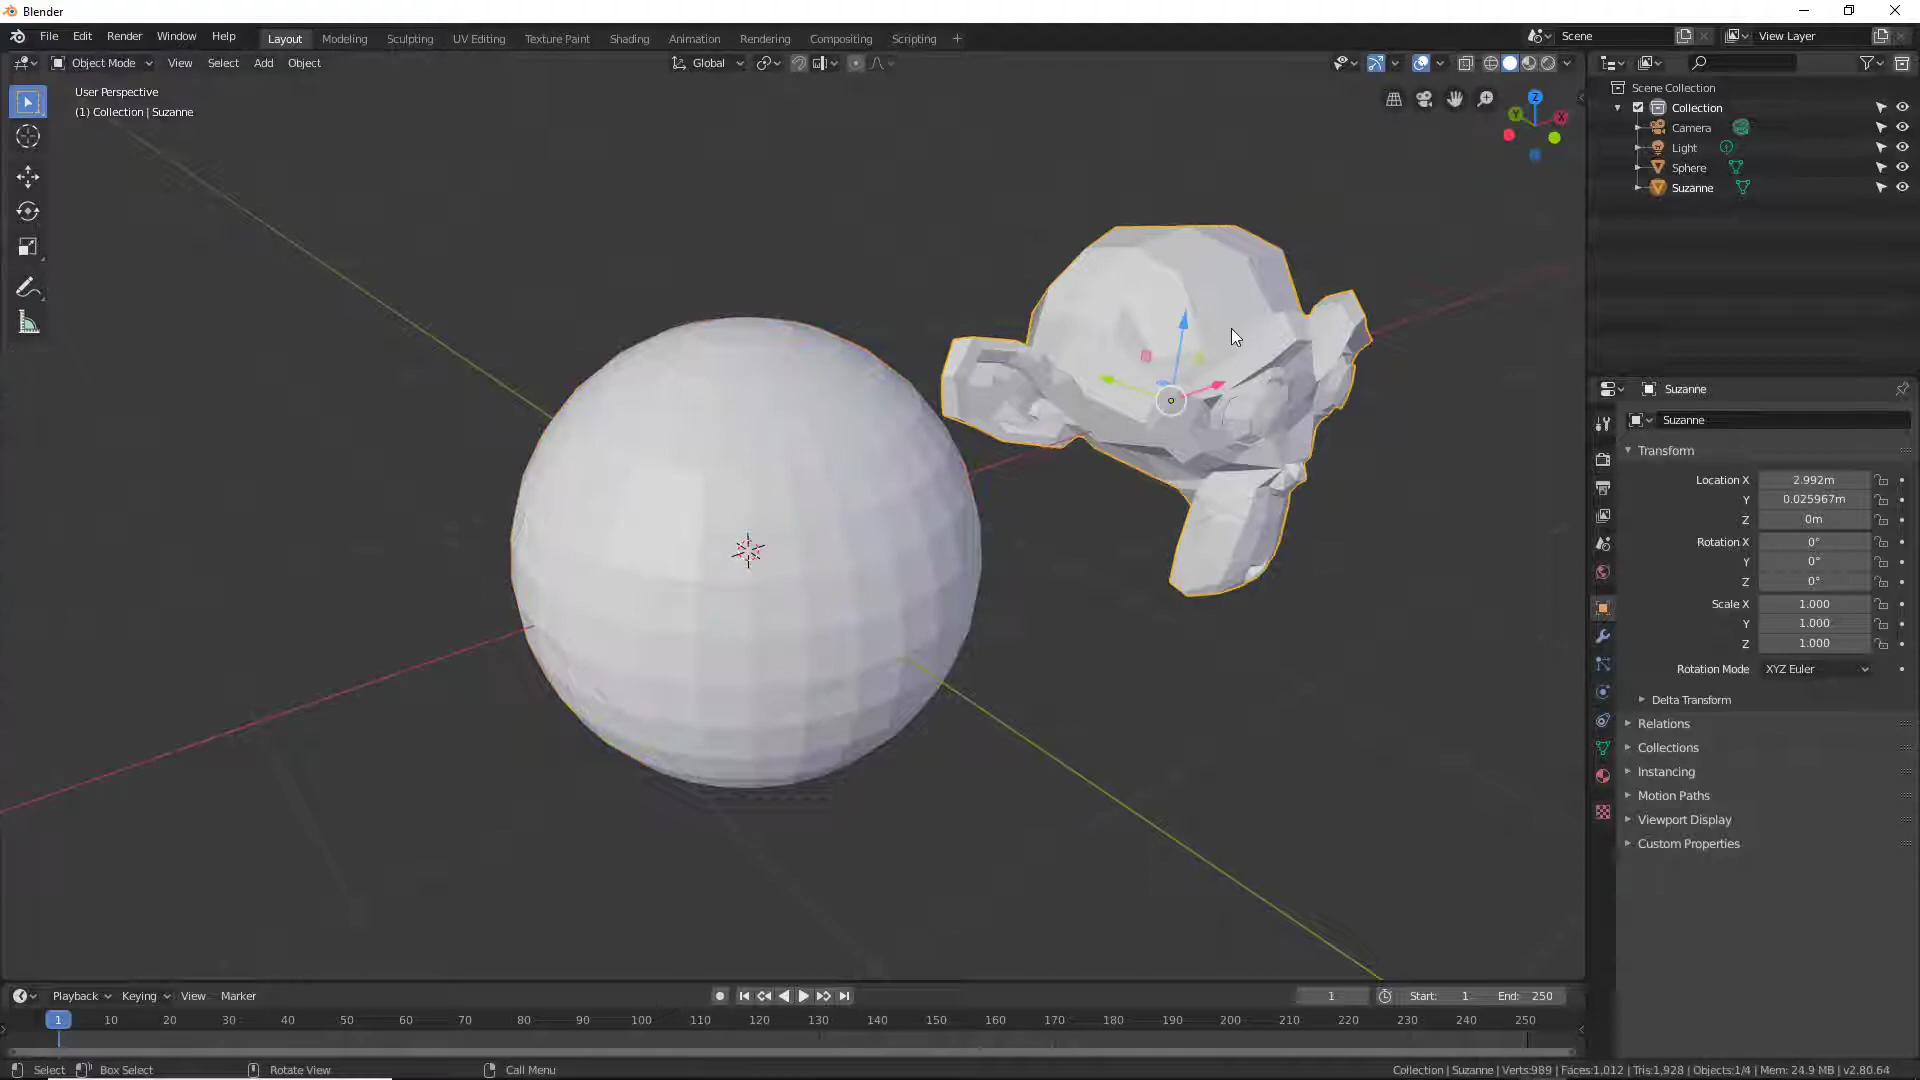 Blender
File Edit Render Window Help Layout Modeling Sculpting UV Editing Texture Paint Shading Animation Rendering Compositing Scripting + Scene View Layer
Object Mode View Select Add Object Global
User Perspective
(1) Collection | Suzanne
Z
Y
X
Scene Collection
Collection
Camera
Light
Sphere
Suzanne
Suzanne
Suzanne
Transform
Location X 2.992m
Y 0.025967m
Z 0m
Rotation X 0°
Y 0°
Z 0°
Scale X 1.000
Y 1.000
Z 1.000
Rotation Mode XYZ Euler
Delta Transform
Relations
Collections
Instancing
Motion Paths
Viewport Display
Custom Properties
Playback Keying View Marker 1 Start: 1 End: 250
1 10 20 30 40 50 60 70 80 90 100 110 120 130 140 150 160 170 180 190 200 210 220 230 240 250
Select Box Select Rotate View Call Menu Collection | Suzanne | Verts:989 | Faces:1,012 | Tris:1,928 | Objects:1/4 | Mem: 24.9 MB | v2.80.64